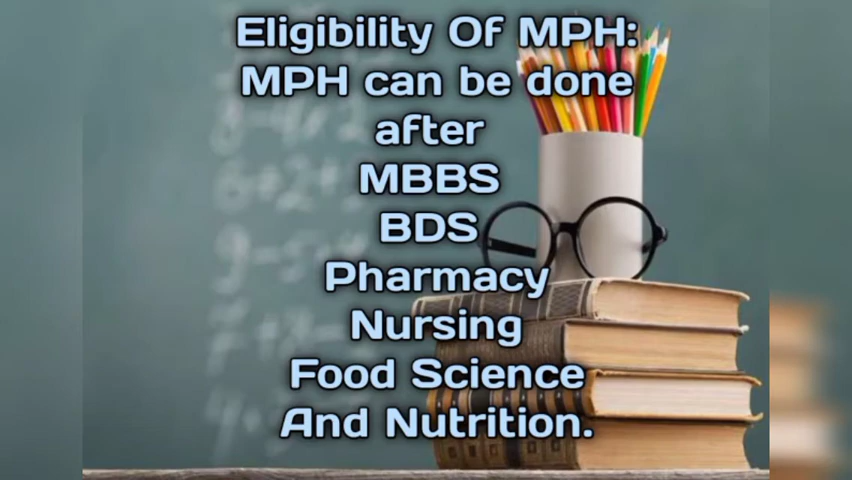 Eligibility Of MPH:
MPH can be done
after
MBBS
BDS
Pharmacy
Nursing
Food Science
And Nutrition.